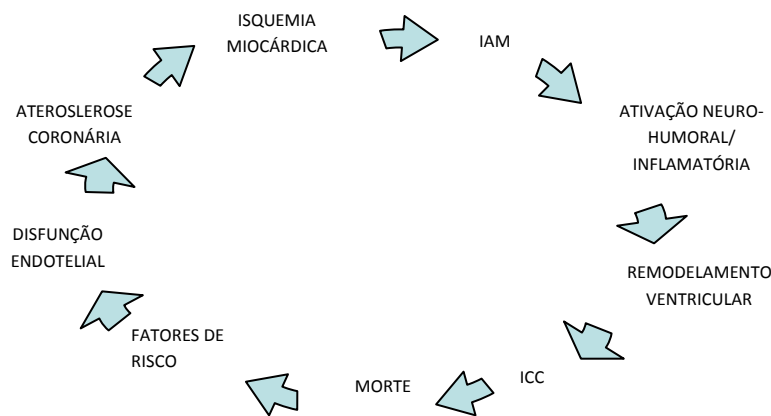 ISQUEMIA
MIOCÁRDICA
IAM
ATIVAÇÃO NEURO-
HUMORAL/
INFLAMATÓRIA
REMODELAMENTO
VENTRICULAR
ICC
MORTE
FATORES DE
RISCO
DISFUNÇÃO
ENDOTELIAL
ATEROSLEROSE
CORONÁRIA